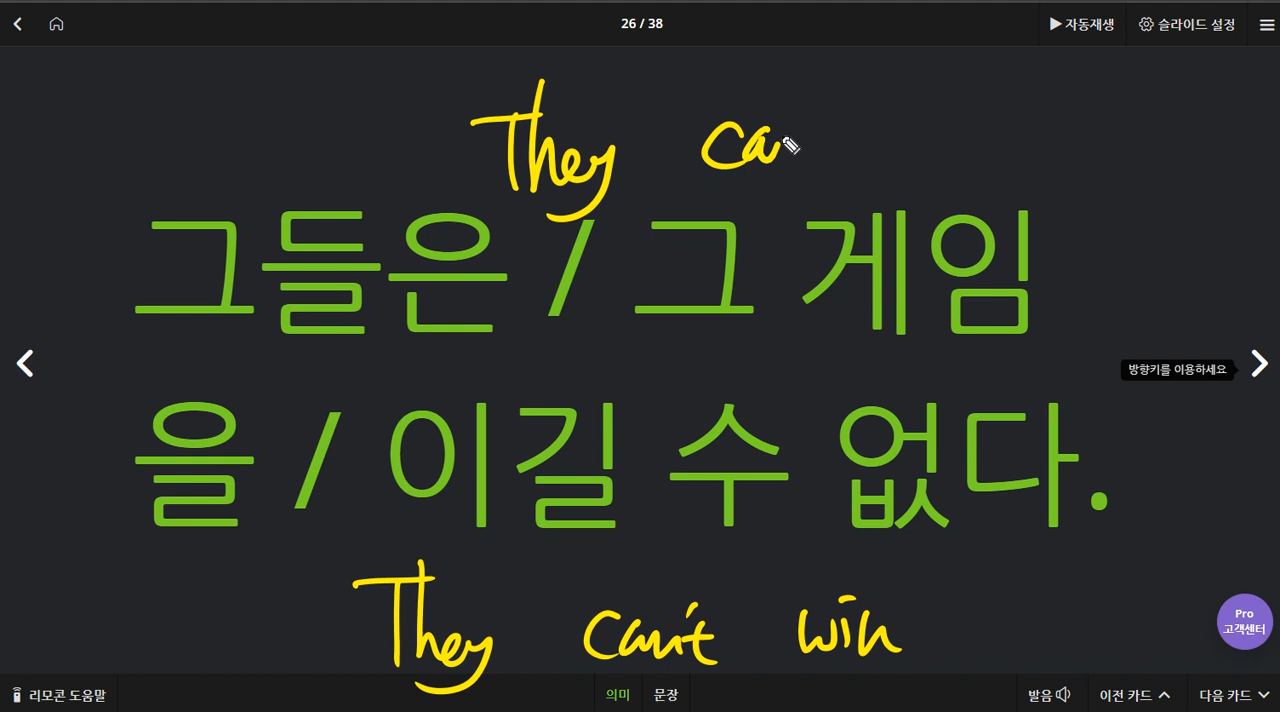 26 / 38
▶ 자동재생
슬라이드 설정
They ca
그들은 / 그 게임
방향키를 이용하세요
을 / 이길 수 없다.
They can't win
Pro
고객센터
리모콘 도움말
의미
문장
발음
이전 카드
다음 카드